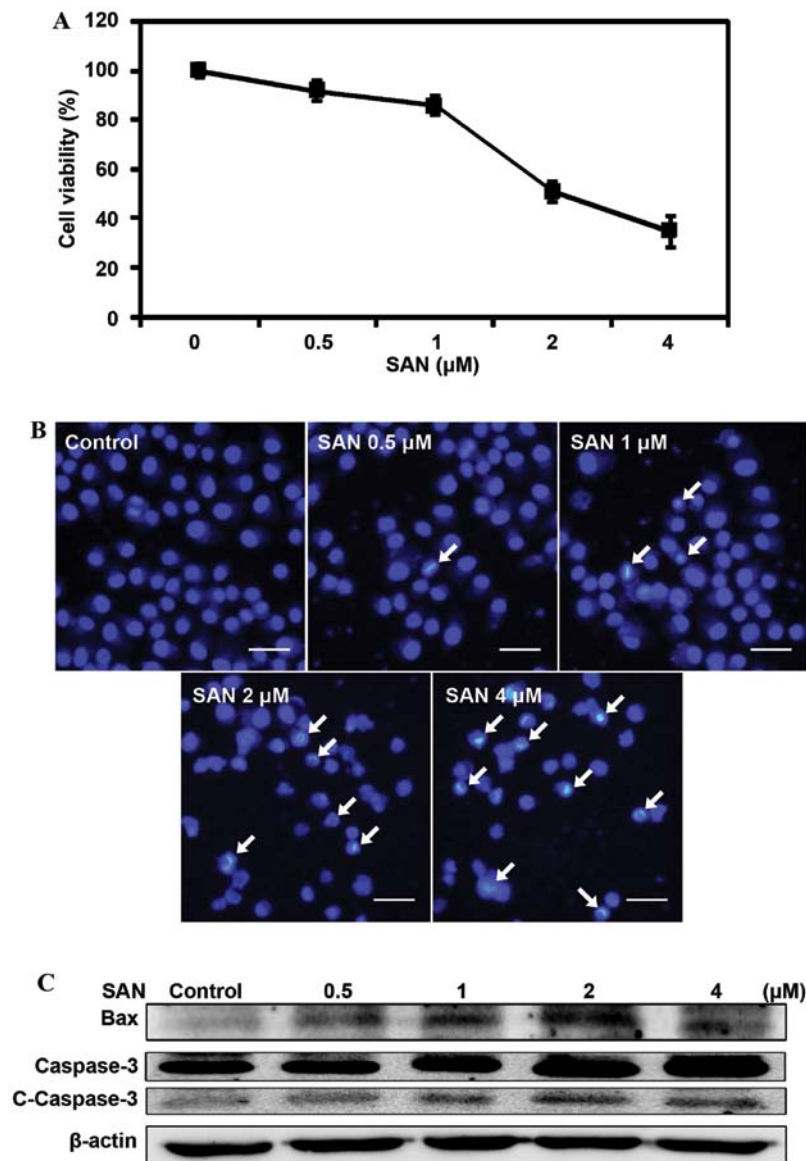 A
120
100
80
60
40
20
0
Cell viability (%)
0 0.5 1 2 4
SAN (µM)
B
Control
SAN 0.5 µM
SAN 1 µM
SAN 2 µM
SAN 4 µM
C
SAN Control 0.5 1 2 4 (µM)
Bax
Caspase-3
C-Caspase-3
β-actin